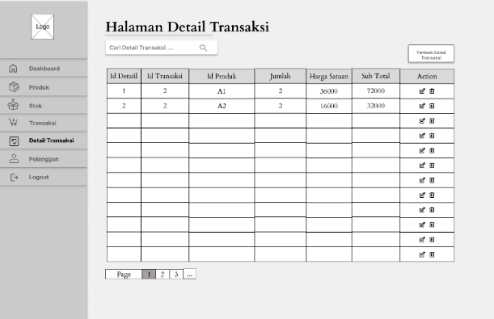 Logo
Halaman Detail Transaksi
Cari Detail Transaksi ...
Tambah Detail
Transaksi
Dashboard
Produk
Stok
Transaksi
Detail Transaksi
Pelanggan
Logout
Id Detail Id Transaksi Id Produk Jumlah Harga Satuan Sub Total Action
1 2 A1 2 36000 72000
2 2 A2 2 16000 32000
Page 1 2 3 ...